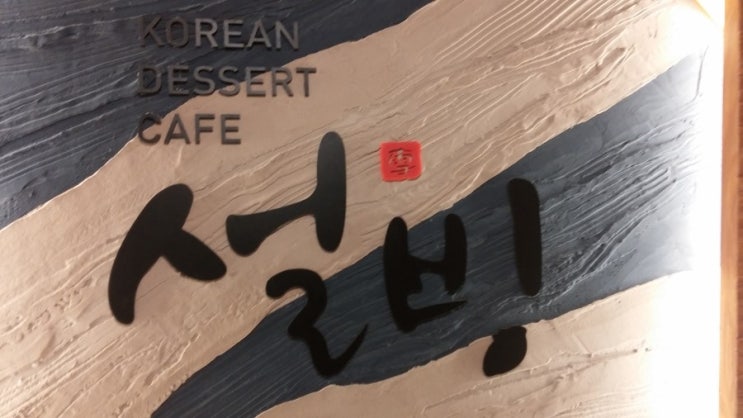 KOREAN
DESSERT
CAFE
설빙